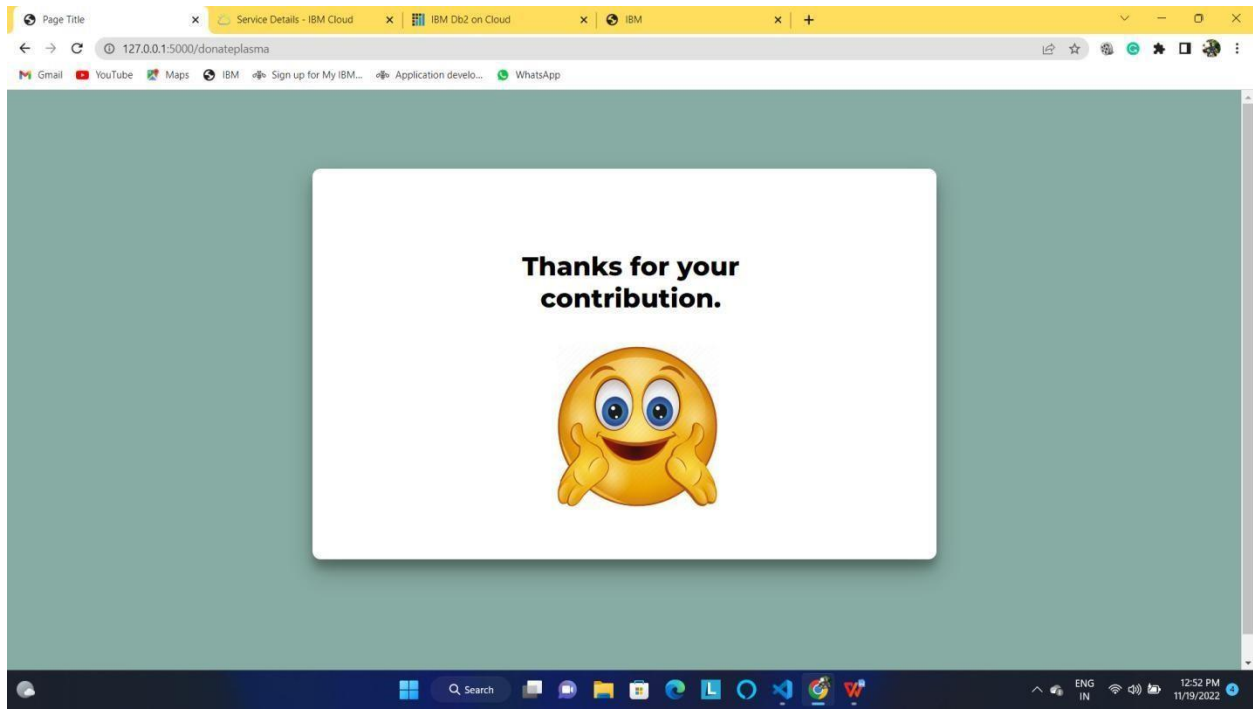 Page Title
Service Details - IBM Cloud
IBM Db2 on Cloud
IBM
127.0.0.1:5000/donateplasma
Gmail
YouTube
Maps
IBM
Sign up for My IBM...
Application develo...
WhatsApp
Thanks for your
contribution.
Search
ENG
IN
12:52 PM
11/19/2022
4